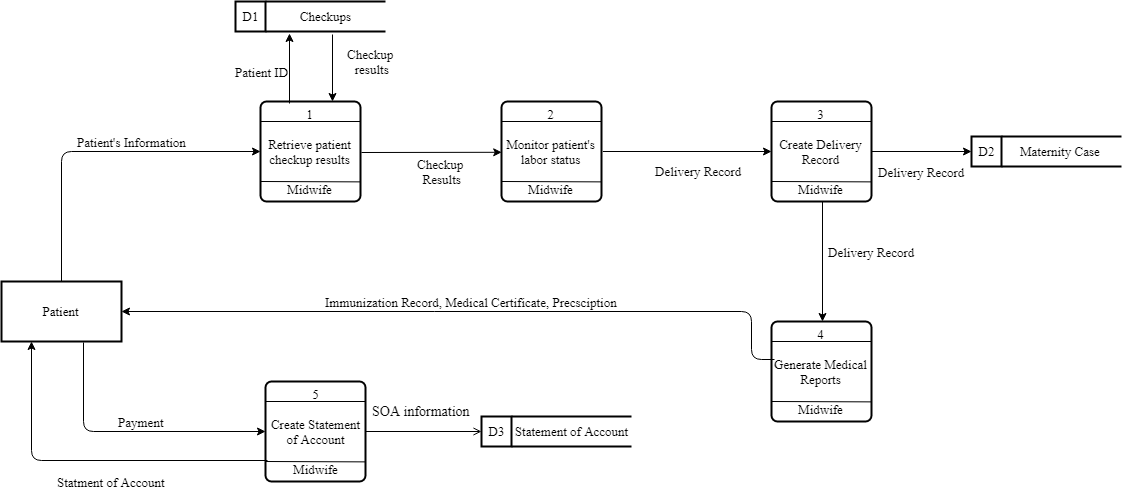 D1
Checkups
Patient ID
Checkup
results
1
Retrieve patient
checkup results
Midwife
Patient's Information
Checkup
Results
2
Monitor patient's
labor status
Midwife
Delivery Record
3
Create Delivery
Record
Midwife
Delivery Record
D2
Maternity Case
Delivery Record
Patient
Immunization Record, Medical Certificate, Precsciption
4
Generate Medical
Reports
Midwife
Payment
5
Create Statement
of Account
Midwife
SOA information
D3
Statement of Account
Statment of Account